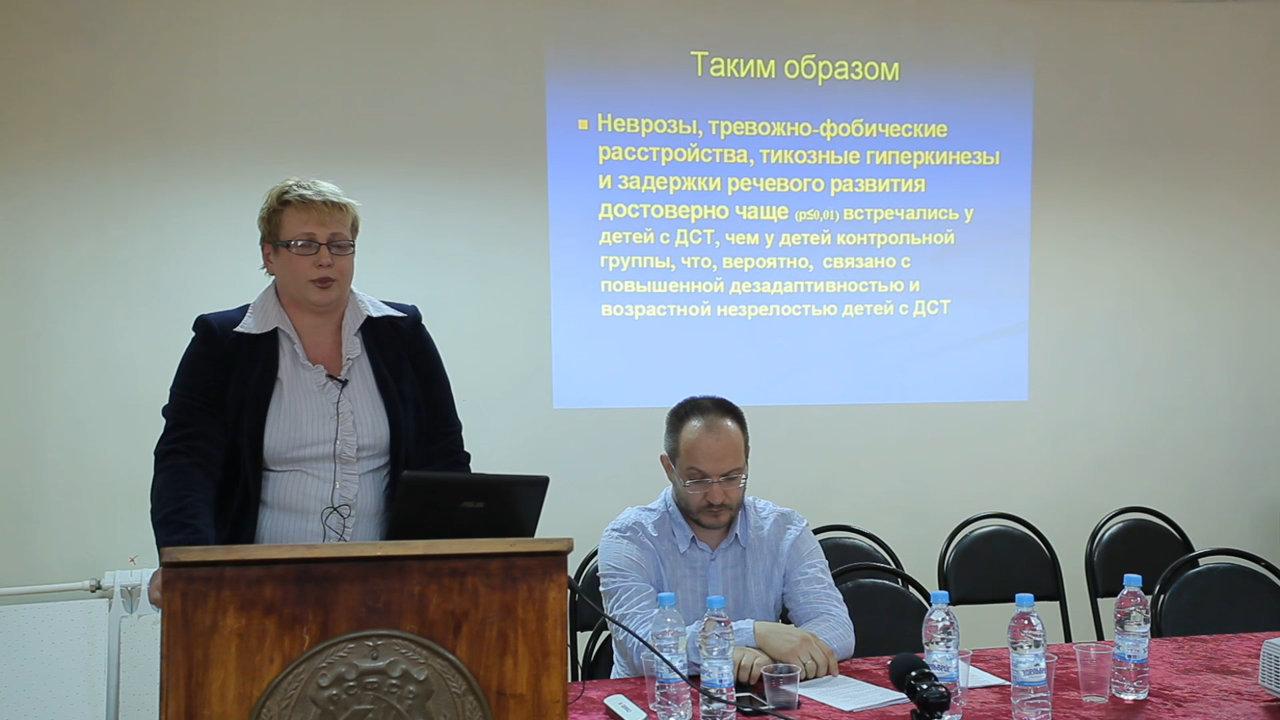 Таким образом
Неврозы, тревожно-фобические
расстройства, тикозные гиперкинезы
и задержки речевого развития
достоверно чаще (p≤0,01) встречались у
детей с ДСТ, чем у детей контрольной
группы, что, вероятно, связано с
повышенной дезадаптивностью и
возрастной незрелостью детей с ДСТ